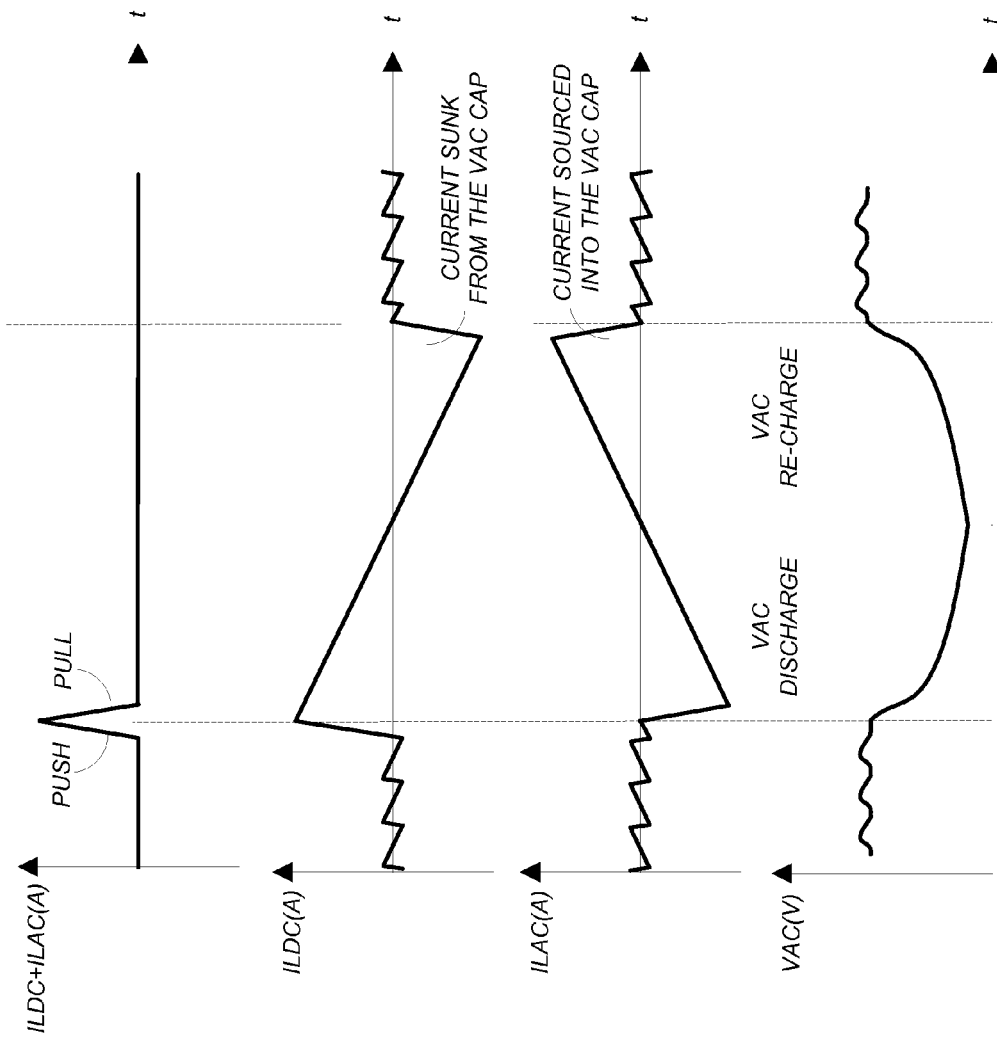 ILDC+ILAC(A)
PUSH
PULL
t
ILDC(A)
CURRENT SUNK
FROM THE VAC CAP
t
ILAC(A)
CURRENT SOURCED
INTO THE VAC CAP
t
VAC
DISCHARGE
VAC
RE-CHARGE
VAC(V)
t